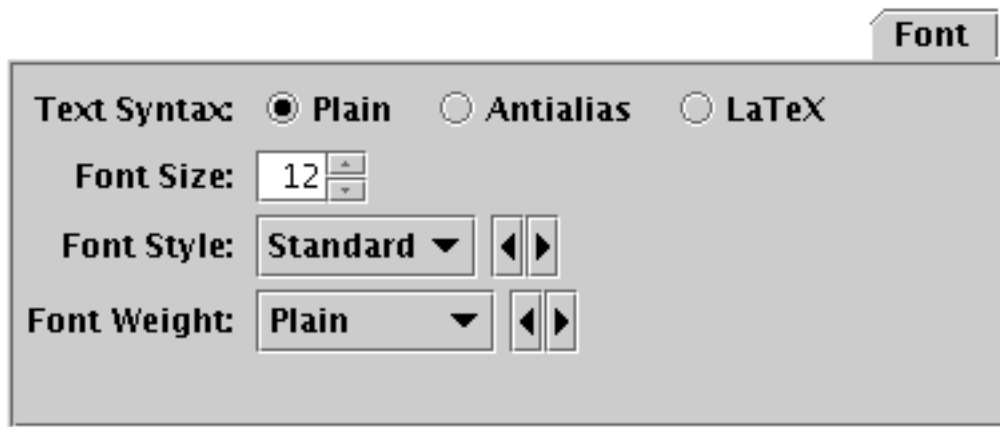 Font
Text Syntax: Plain Antialias LaTeX
Font Size: 12
Font Style: Standard
Font Weight: Plain